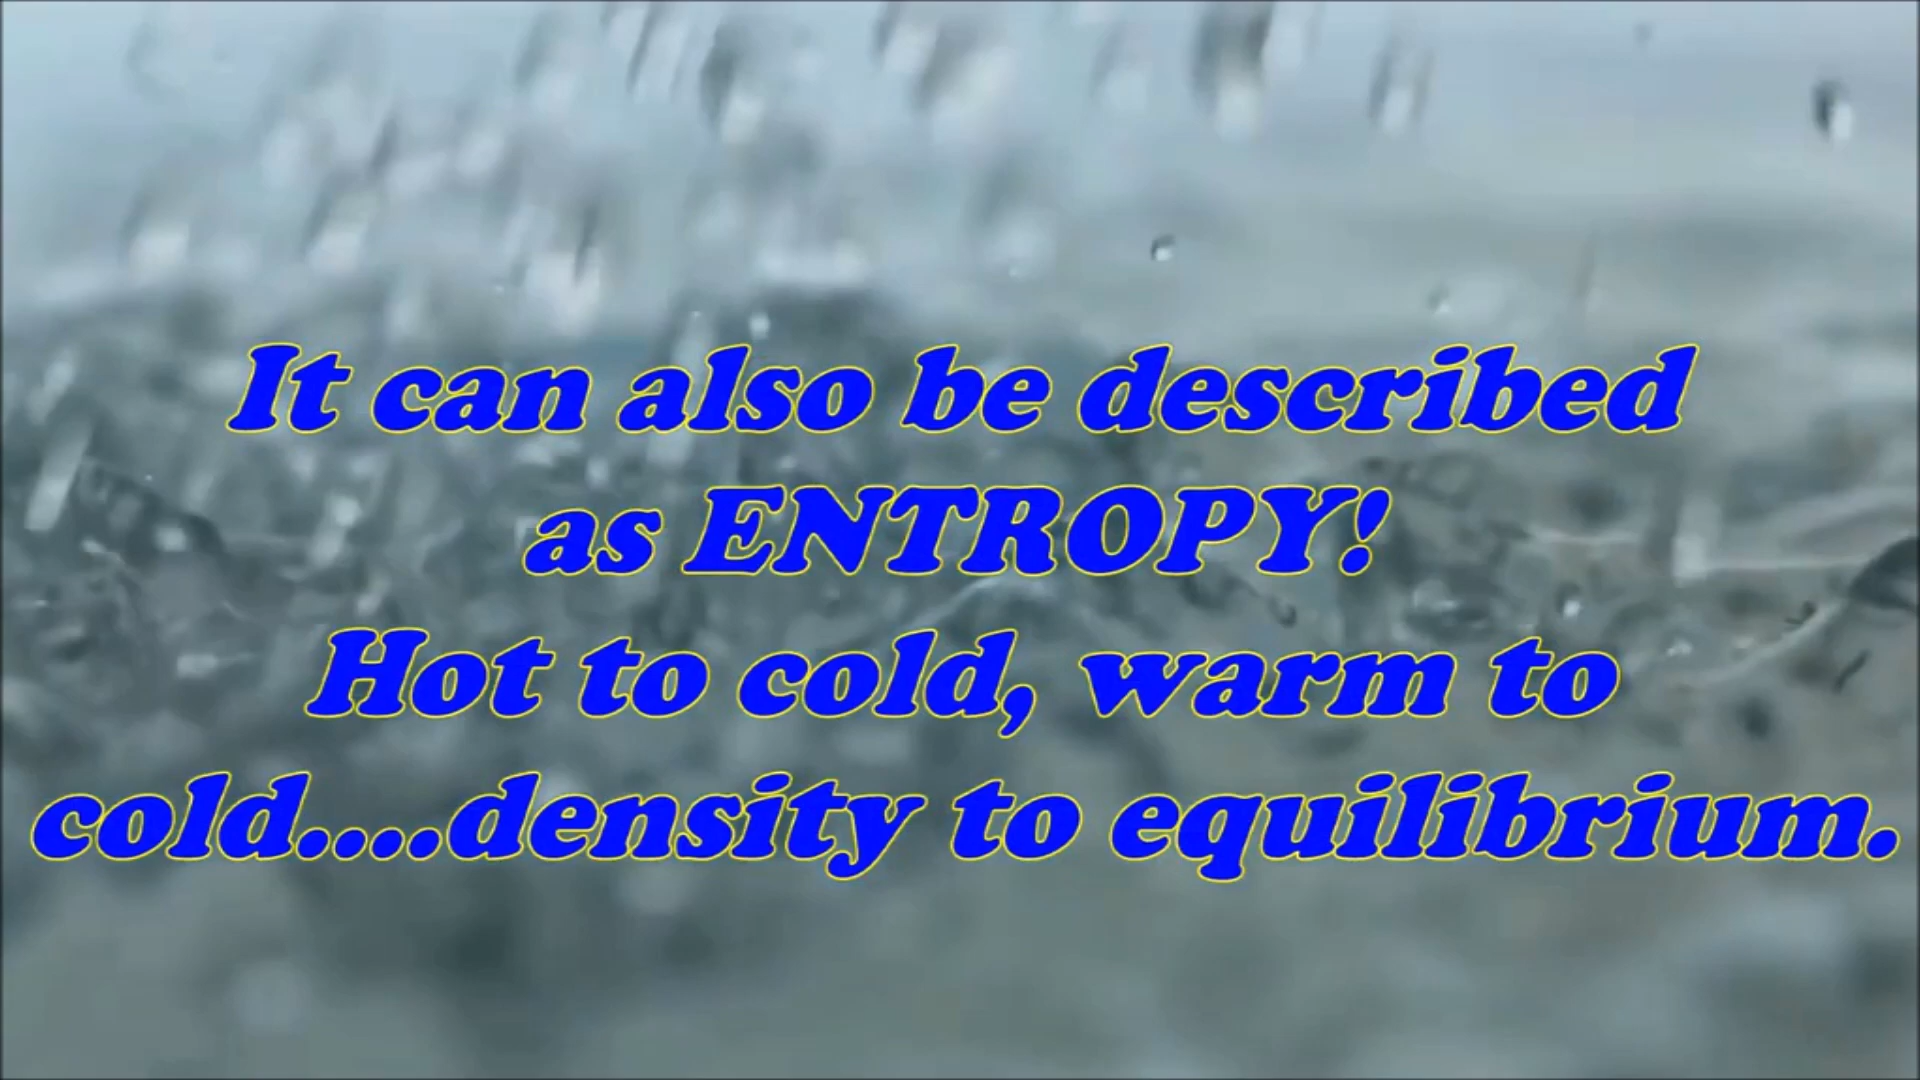 It can also be described
as ENTROPY!
Hot to cold, warm to
cold....density to equilibrium.